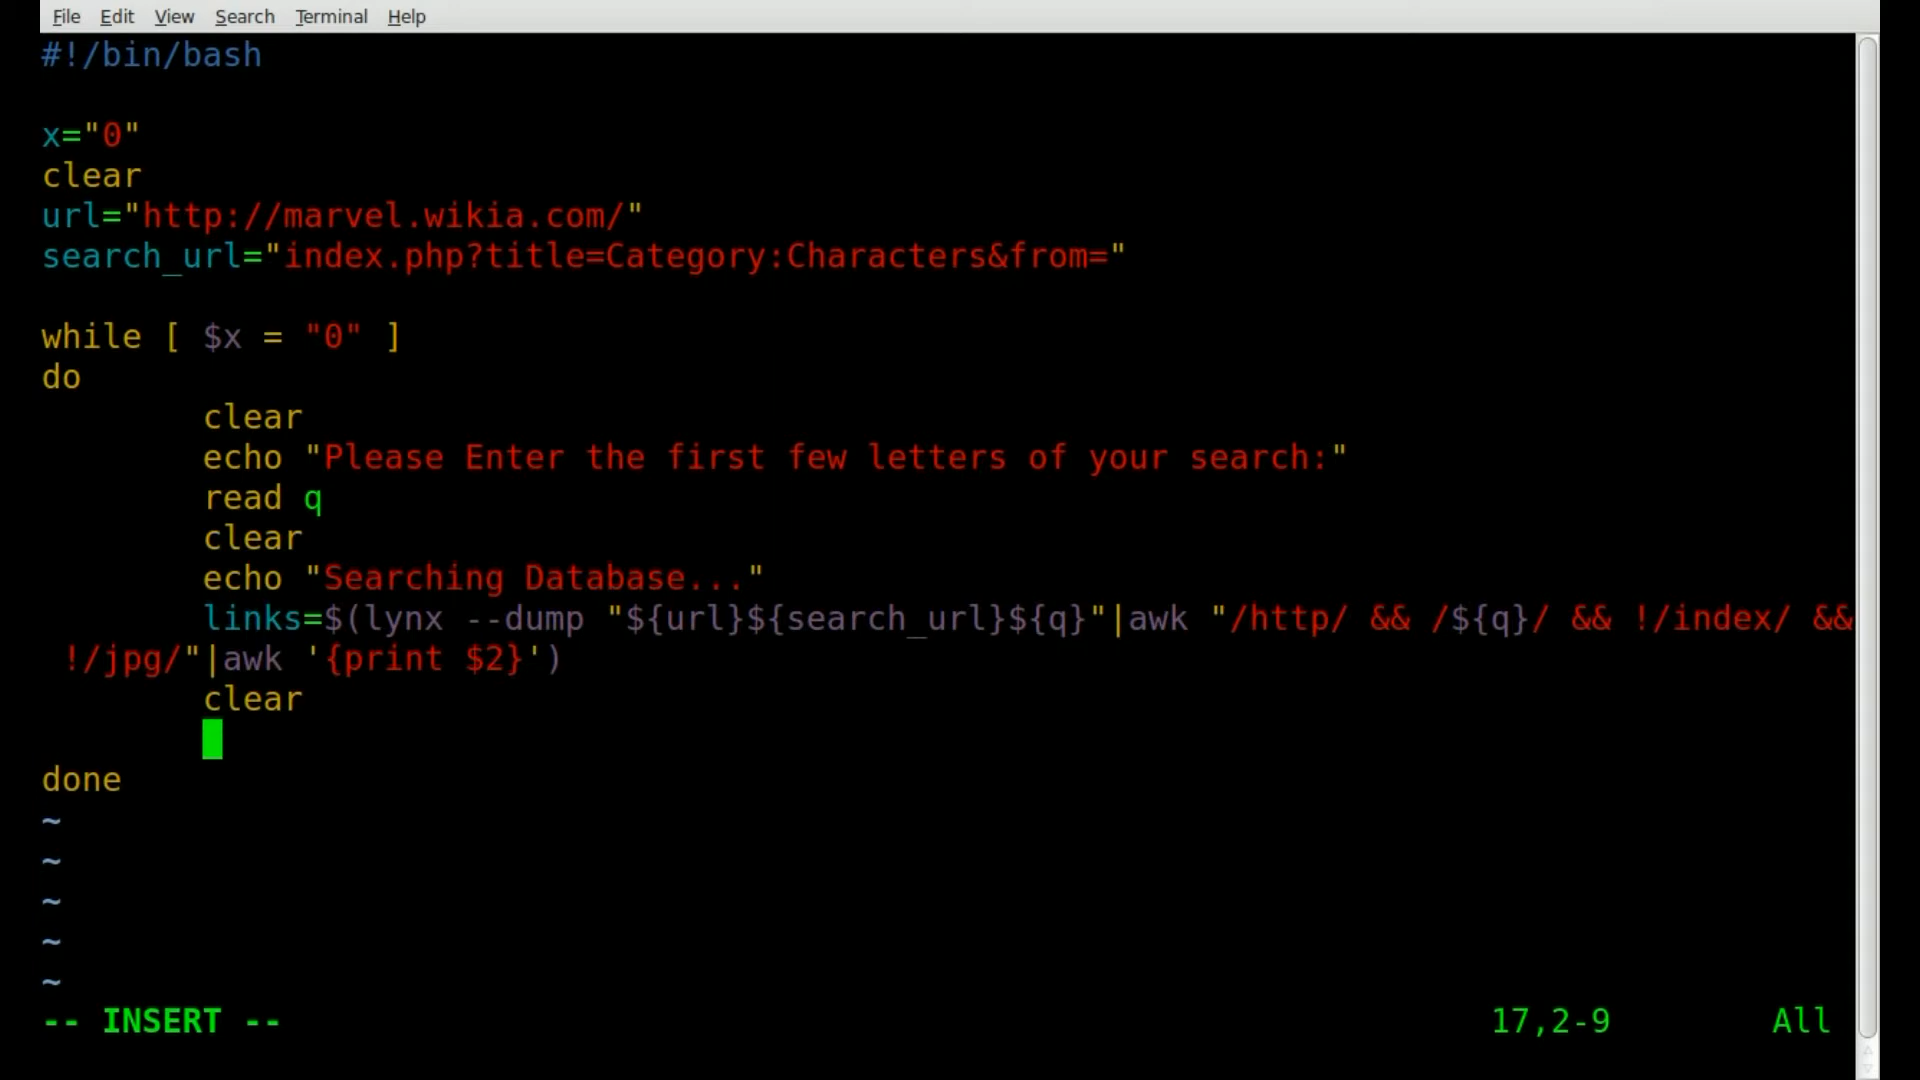 File Edit View Search Terminal Help
#!/bin/bash
x="0"
clear
url="http://marvel.wikia.com/"
search_url="index.php?title=Category:Characters&from="
while [ $x = "0" ]
do
clear
echo "Please Enter the first few letters of your search:"
read q
clear
echo "Searching Database..."
links=$(lynx --dump "${url}${search_url}${q}"|awk "/http/ && /${q}/ && !/index/ &&
!/jpg/"|awk '{print $2}')
clear
done
~
~
~
~
~
-- INSERT -- 17,2-9 All